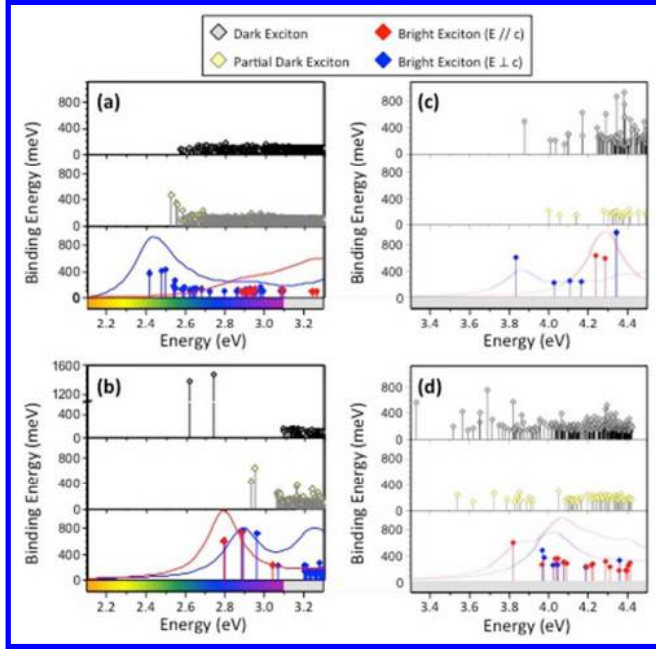 Dark Exciton
Bright Exciton (E // c)
Partial Dark Exciton
Bright Exciton (E ⊥ c)
(a)
800
400
0
800
400
0
800
400
0
Binding Energy (meV)
2.2 2.4 2.6 2.8 3.0 3.2
Energy (eV)
(c)
800
400
0
800
400
0
800
400
0
Binding Energy (meV)
3.4 3.6 3.8 4.0 4.2 4.4
Energy (eV)
(b)
1600
1200
400
0
800
400
0
800
400
0
Binding Energy (meV)
2.2 2.4 2.6 2.8 3.0 3.2
Energy (eV)
(d)
800
400
0
800
400
0
800
400
0
Binding Energy (meV)
3.4 3.6 3.8 4.0 4.2 4.4
Energy (eV)